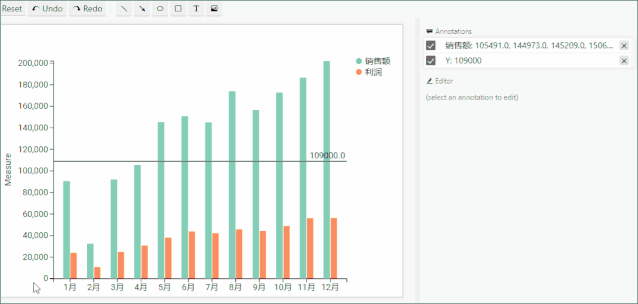 Reset Undo Redo T
Annotations
销售额: 105491.0, 144973.0, 145209.0, 1506...
Y: 109000
Editor
(select an annotation to edit)
销售额
利润
Measure
200,000
180,000
160,000
140,000
120,000
100,000
80,000
60,000
40,000
20,000
0
109000.0
1月 2月 3月 4月 5月 6月 7月 8月 9月 10月 11月 12月